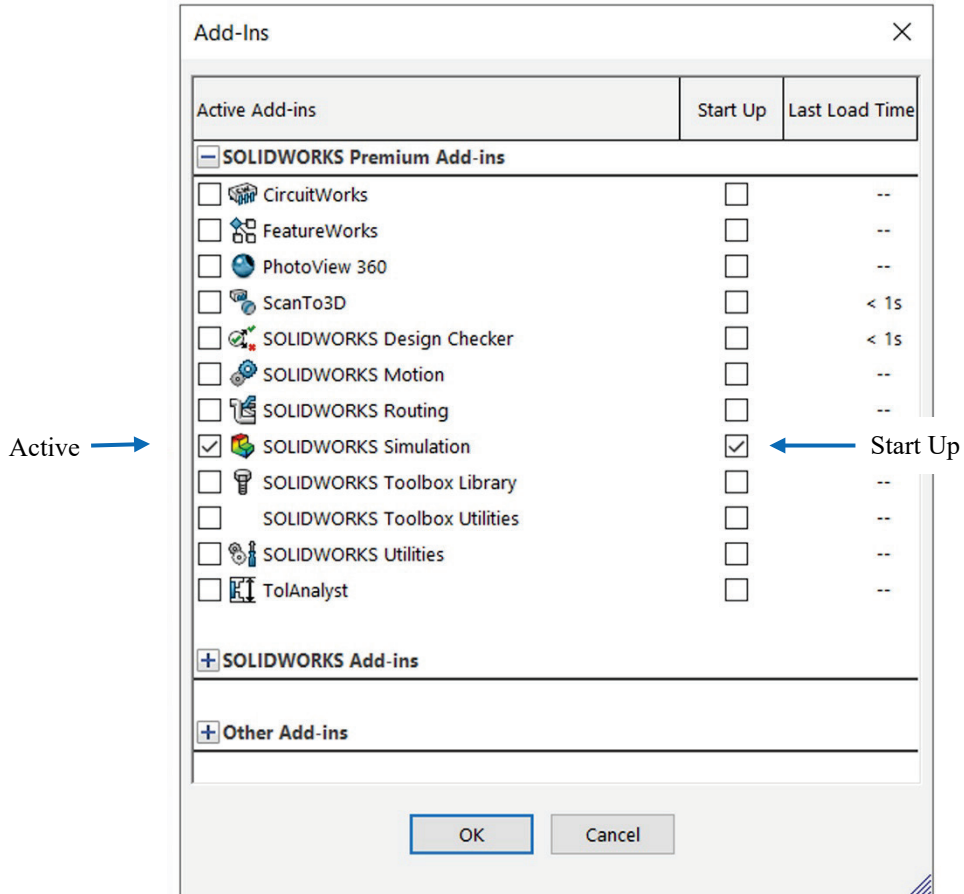 Add-Ins
Active Add-ins Start Up Last Load Time
SOLIDWORKS Premium Add-ins
CircuitWorks --
FeatureWorks --
PhotoView 360 --
ScanTo3D < 1s
SOLIDWORKS Design Checker < 1s
SOLIDWORKS Motion --
SOLIDWORKS Routing --
Active SOLIDWORKS Simulation Start Up
SOLIDWORKS Toolbox Library --
SOLIDWORKS Toolbox Utilities --
SOLIDWORKS Utilities --
TolAnalyst --
SOLIDWORKS Add-ins
Other Add-ins
OK Cancel